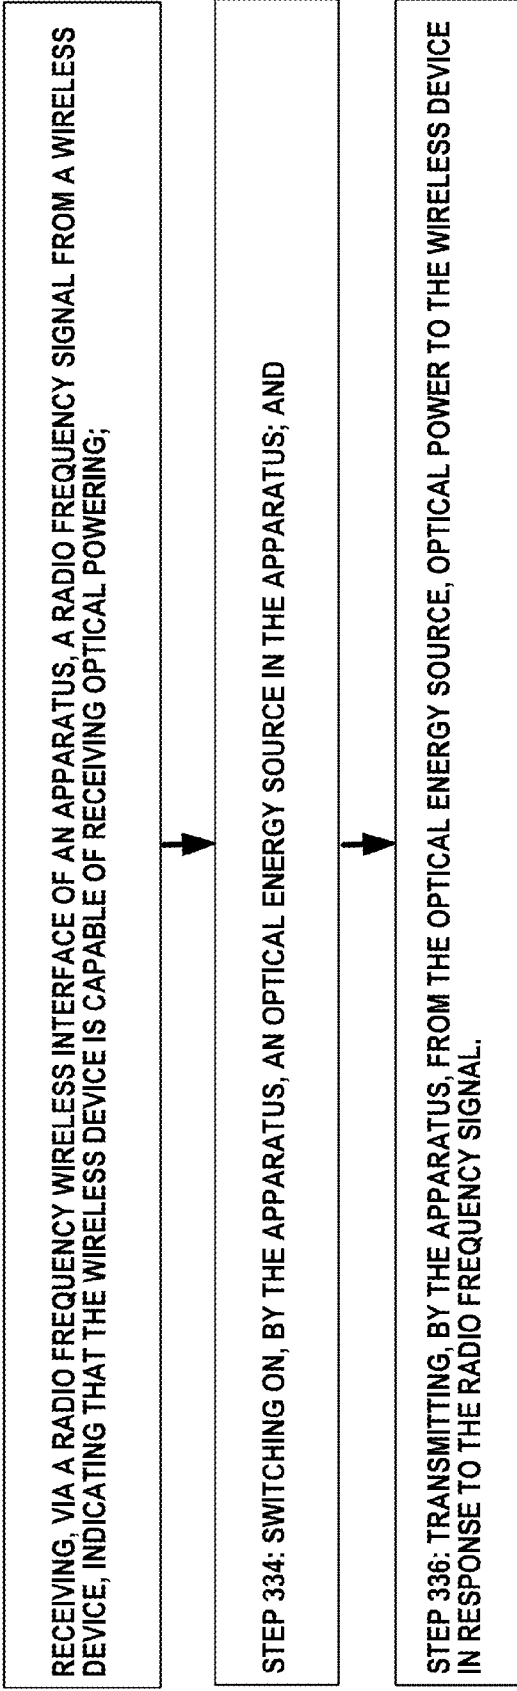 RECEIVING, VIA A RADIO FREQUENCY WIRELESS INTERFACE OF AN APPARATUS, A RADIO FREQUENCY SIGNAL FROM A WIRELESS
DEVICE, INDICATING THAT THE WIRELESS DEVICE IS CAPABLE OF RECEIVING OPTICAL POWERING;
STEP 334: SWITCHING ON, BY THE APPARATUS, AN OPTICAL ENERGY SOURCE IN THE APPARATUS; AND
STEP 336: TRANSMITTING, BY THE APPARATUS, FROM THE OPTICAL ENERGY SOURCE, OPTICAL POWER TO THE WIRELESS DEVICE
IN RESPONSE TO THE RADIO FREQUENCY SIGNAL.